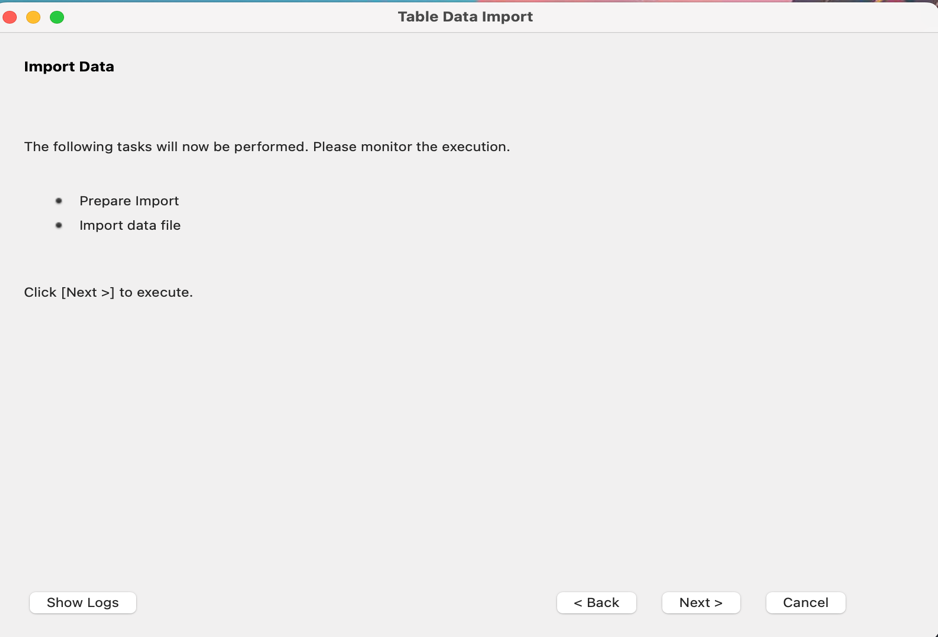 Table Data Import
Import Data
The following tasks will now be performed. Please monitor the execution.
Prepare Import
Import data file
Click [Next >] to execute.
Show Logs
< Back
Next >
Cancel